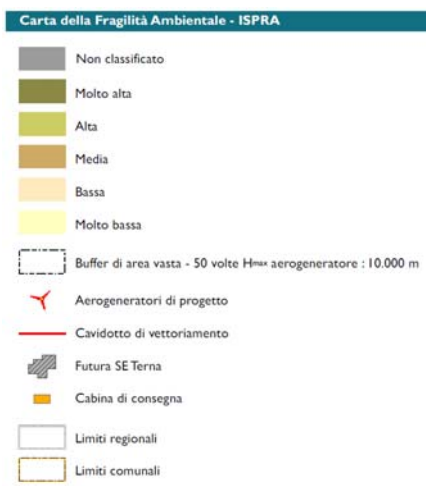 Carta della Fragilità Ambientale - ISPRA
Non classificato
Molto alta
Alta
Media
Bassa
Molto bassa
Buffer di area vasta - 50 volte Hmax aerogeneratore : 10.000 m
Aerogeneratori di progetto
Cavidotto di vettoriamento
Futura SE Terna
Cabina di consegna
Limiti regionali
Limiti comunali